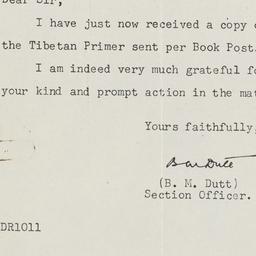 Dear Sir,
I have just now received a copy
the Tibetan Primer sent per Book Post
I am indeed very much grateful
your kind and prompt action in the
Yours faithfully,
B M Dutt
(B. M. Dutt)
Section Officer.
DR1011